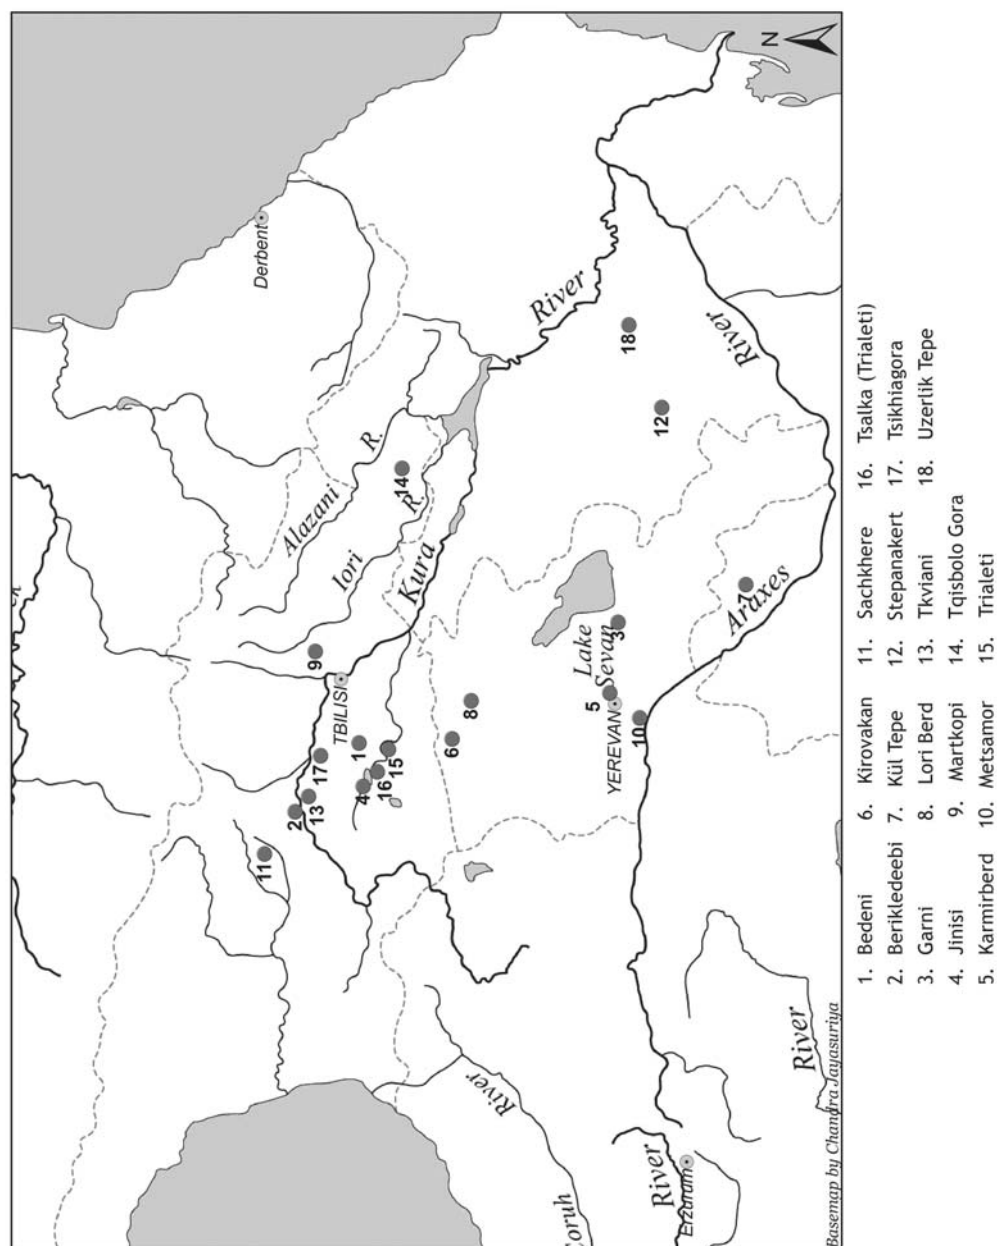 11
Derbent
2
13
9
17
Alazani R.
TBILISI
Iori R.
1
4
16
15
14
Kura River
6
8
River
Coruh
Lake
Sevan
5
3
YEREVAN
10
18
12
River
Erzurum
7
Araxes River
River
N
Basemap by Chandra Jayasuriya
1. Bedeni 6. Kirovakan 11. Sachkhere 16. Tsalka (Trialeti)
2. Berikledeebi 7. Kül Tepe 12. Stepanakert 17. Tsikhiagora
3. Garni 8. Lori Berd 13. Tkviani 18. Uzerlik Tepe
4. Jinisi 9. Martkopi 14. Tqisbolo Gora
5. Karmirberd 10. Metsamor 15. Trialeti